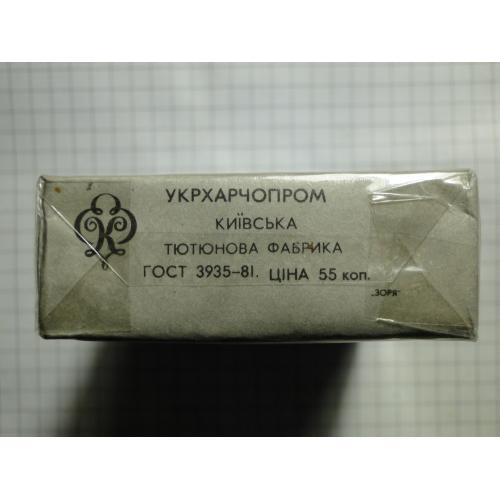 УКРХАРЧОПРОМ
КИЇВСЬКА
ТЮТЮНОВА ФАБРИКА
ГОСТ 3935-81. ЦІНА 55 коп.
„ЗОРЯ"